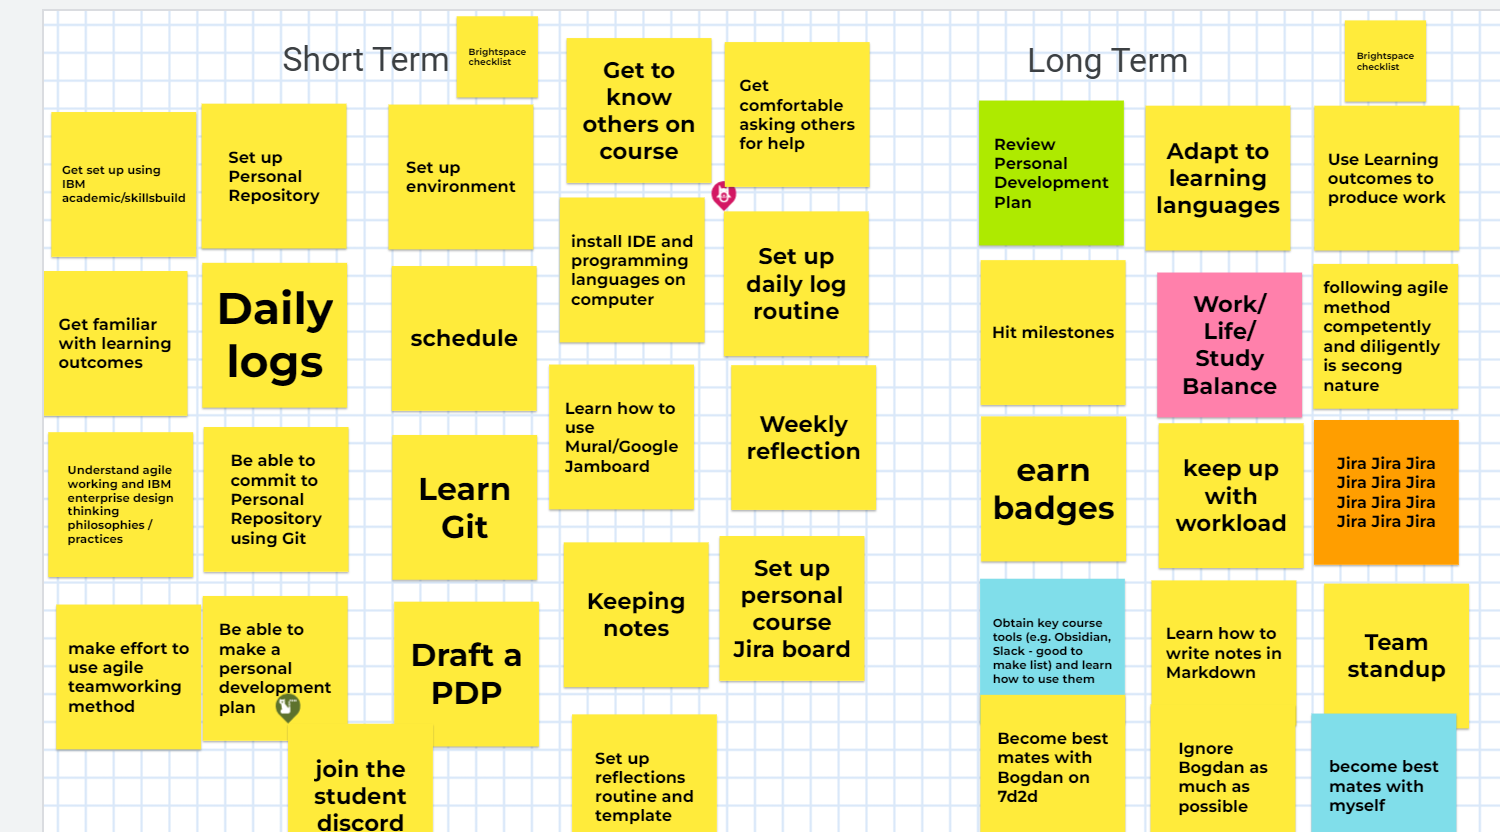 Short Term
Brightspace
checklist
Get set up using
IBM
academic/skillsbuild
Set up
Personal
Repository
Set up
environment
Get to
know
others on
course
Get
comfortable
asking others
for help
Get familiar
with learning
outcomes
Daily
logs
schedule
install IDE and
programming
languages on
computer
Set up
daily log
routine
Understand agile
working and IBM
enterprise design
thinking
philosophies /
practices
Be able to
commit to
Personal
Repository
using Git
Learn
Git
Learn how to
use
Mural/Google
Jamboard
Weekly
reflection
make effort to
use agile
teamworking
method
Be able to
make a
personal
development
plan
Draft a
PDP
Keeping
notes
Set up
personal
course
Jira board
join the
student
discord
Set up
reflections
routine and
template
Long Term
Brightspace
checklist
Review
Personal
Development
Plan
Adapt to
learning
languages
Use Learning
outcomes to
produce work
Hit milestones
Work/
Life/
Study
Balance
following agile
method
competently
and diligently
is secong
nature
earn
badges
keep up
with
workload
Jira Jira Jira
Jira Jira Jira
Jira Jira Jira
Jira Jira Jira
Obtain key course
tools (e.g. Obsidian,
Slack - good to
make list) and learn
how to use them
Learn how to
write notes in
Markdown
Team
standup
Become best
mates with
Bogdan on
7d2d
Ignore
Bogdan as
much as
possible
become best
mates with
myself